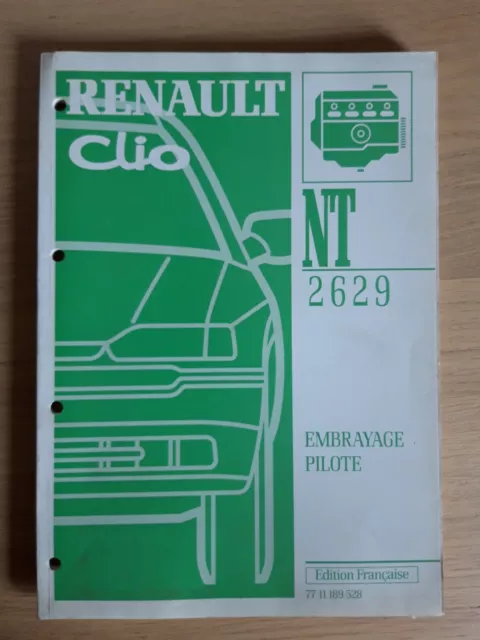 RENAULT
Clio
NT
2629
EMBRAYAGE
PILOTE
Edition Française
77 11 189 528